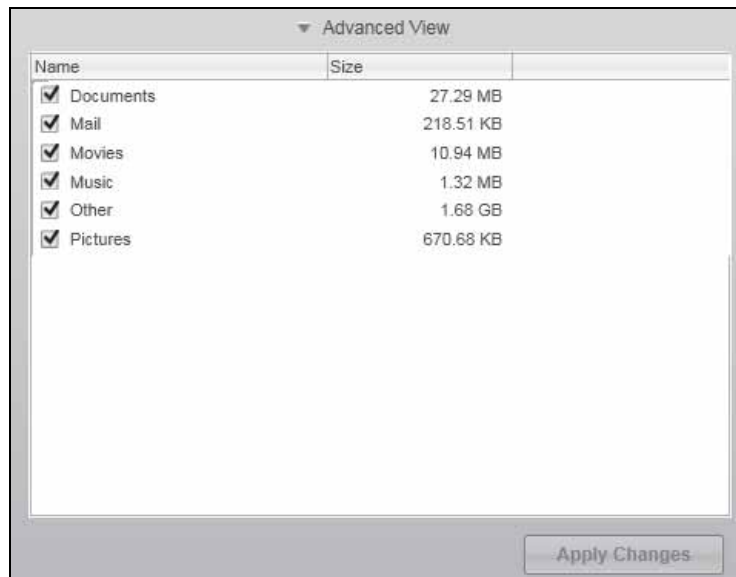 Advanced View
Name Size
Documents 27.29 MB
Mail 218.51 KB
Movies 10.94 MB
Music 1.32 MB
Other 1.68 GB
Pictures 670.68 KB
Apply Changes